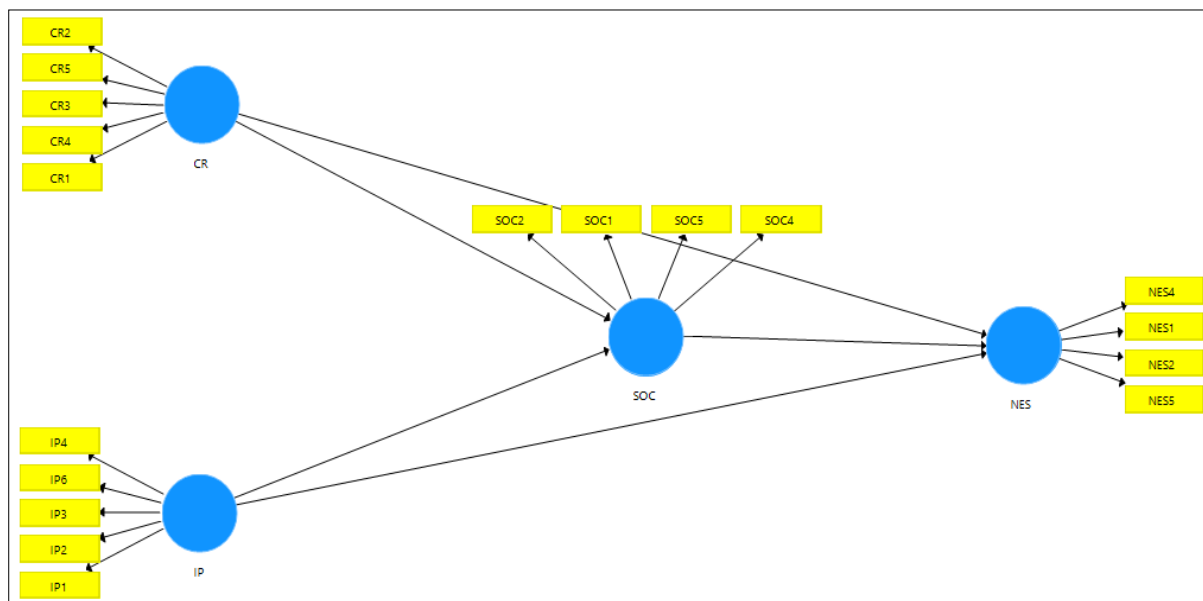 CR2
CR5
CR3
CR4
CR1
CR
SOC2
SOC1
SOC5
SOC4
SOC
NES4
NES1
NES2
NES5
NES
IP4
IP6
IP3
IP2
IP1
IP